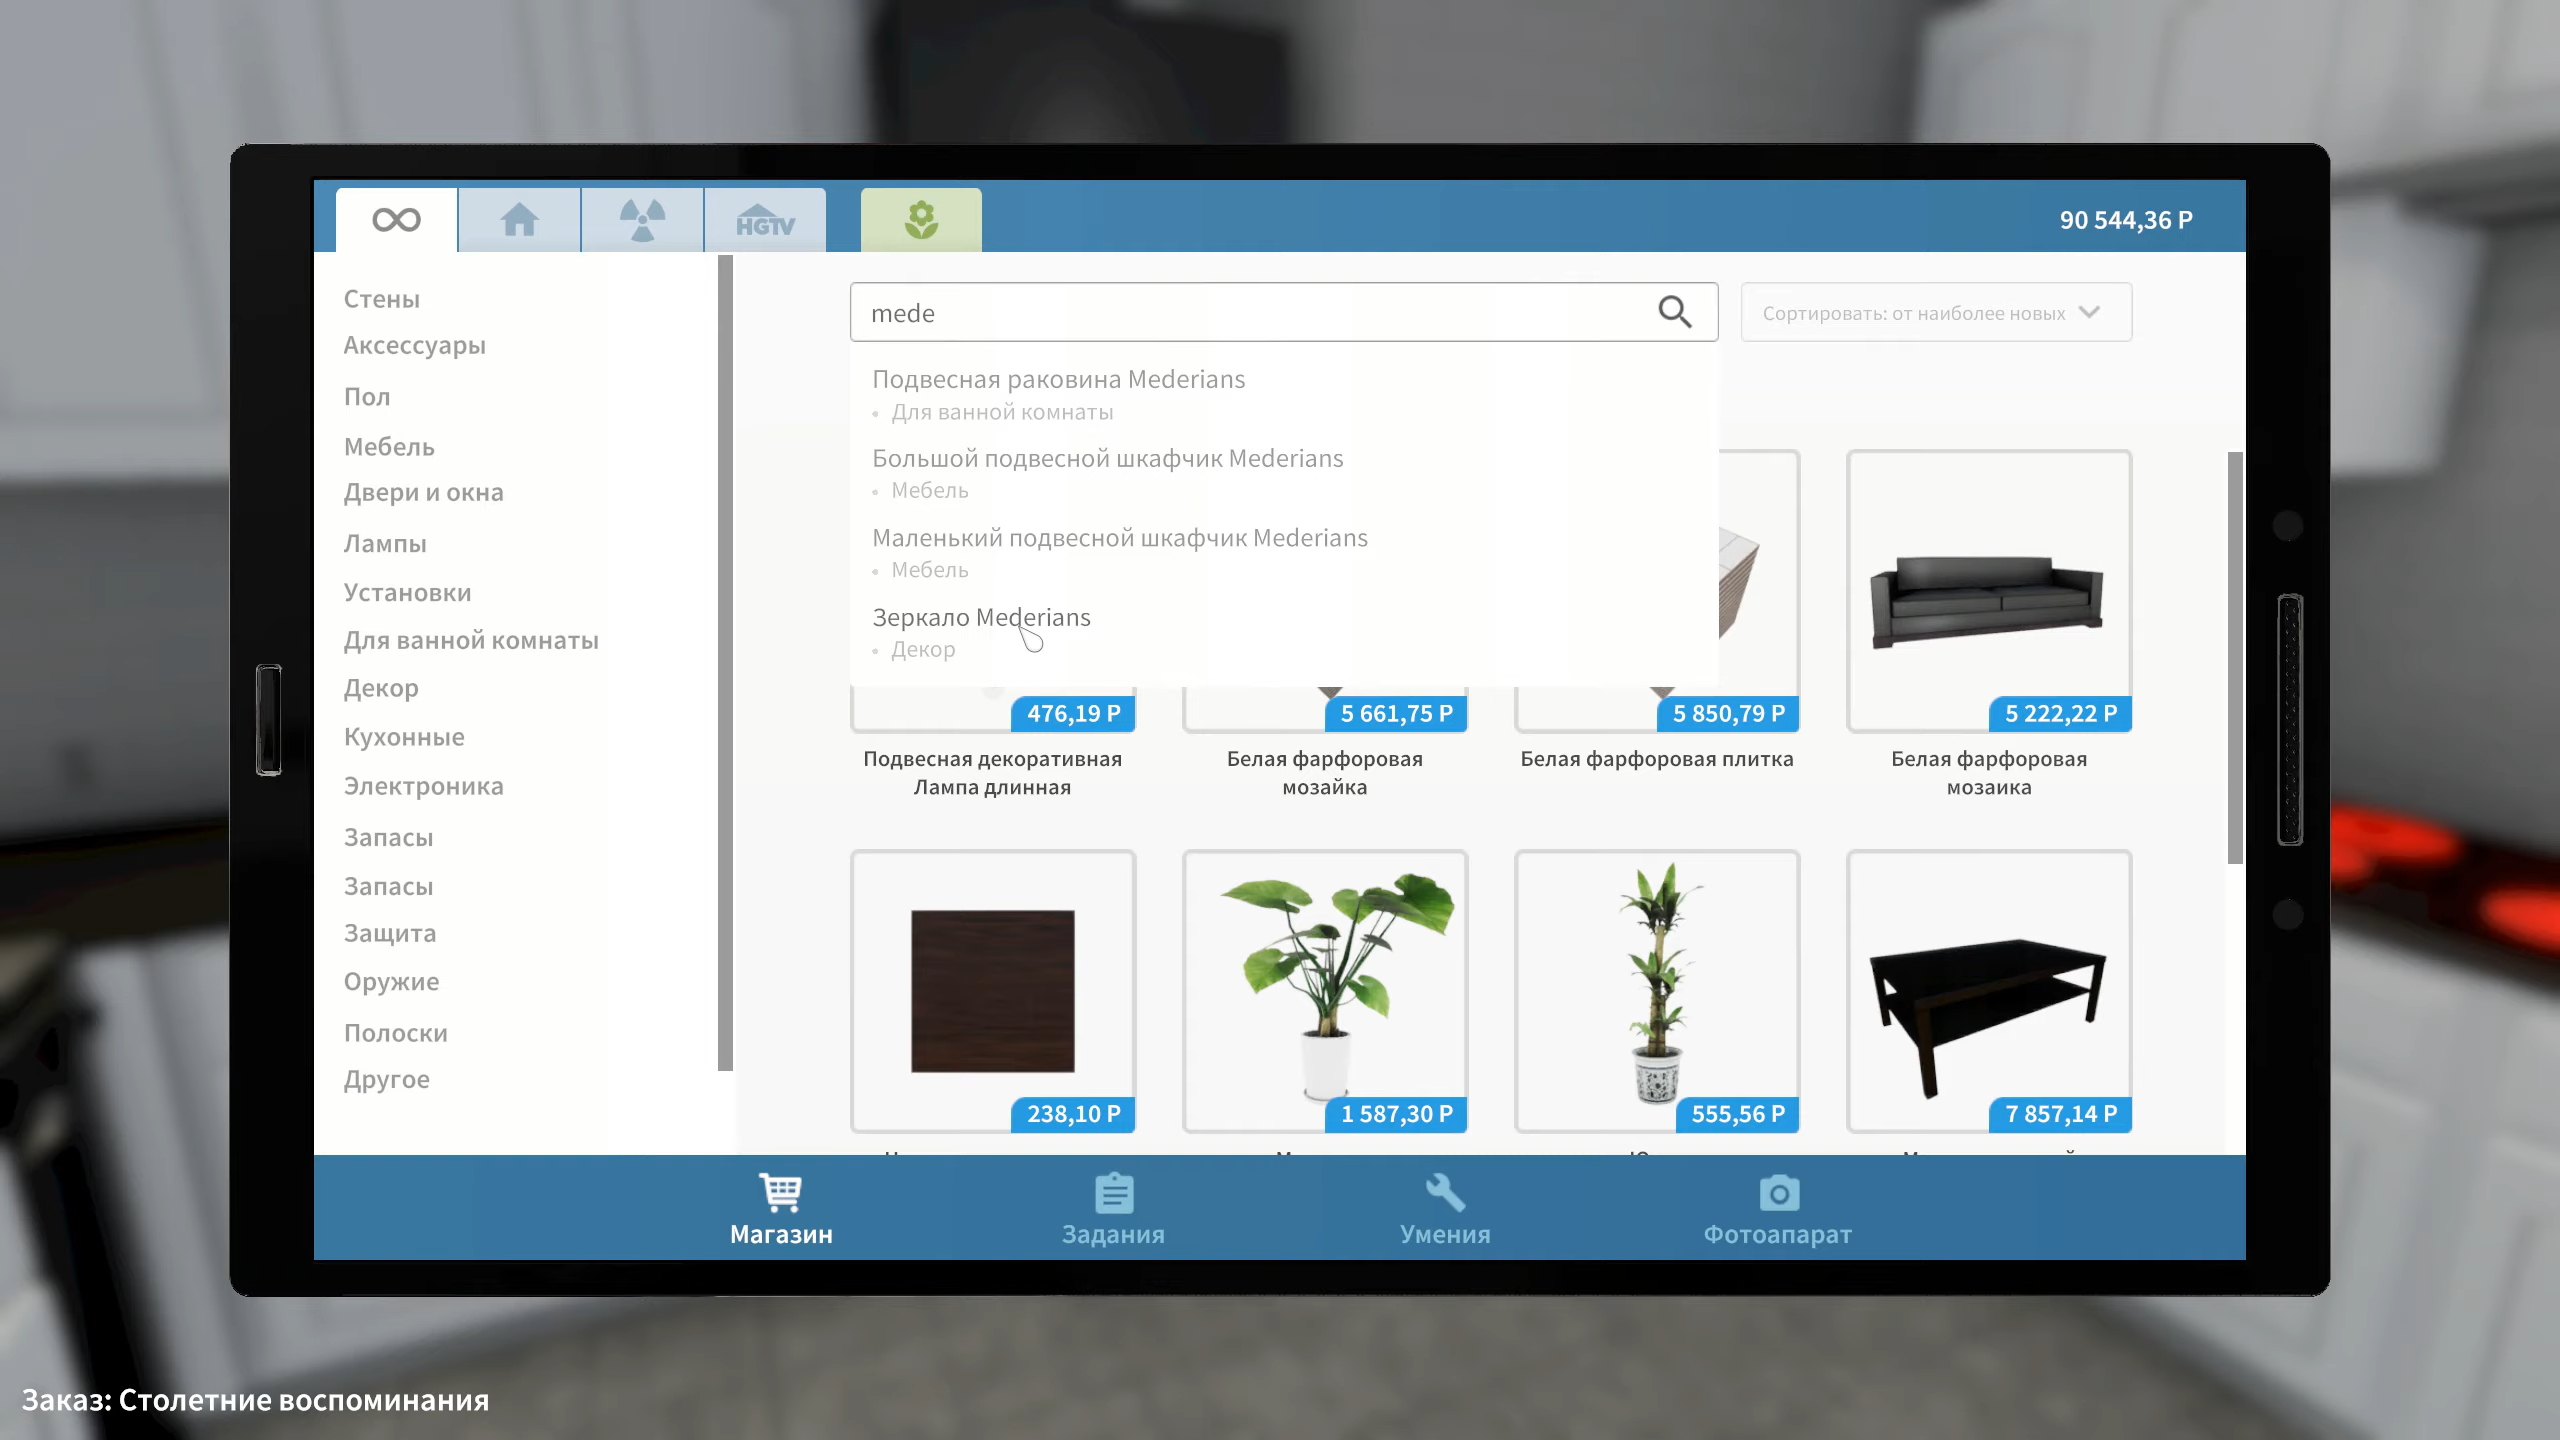 HGTV
90 544,36 Р
Стены
Аксессуары
Пол
Мебель
Двери и окна
Лампы
Установки
Для ванной комнаты
Декор
Кухонные
Электроника
Запасы
Запасы
Защита
Оружие
Полоски
Другое
mede
Сортировать: от наиболее новых
Подвесная раковина Mederians
• Для ванной комнаты
Большой подвесной шкафчик Mederians
• Мебель
Маленький подвесной шкафчик Mederians
• Мебель
Зеркало Mederians
• Декор
476,19 Р
5 661,75 Р
5 850,79 Р
5 222,22 Р
Подвесная декоративная
Лампа длинная
Белая фарфоровая
мозайка
Белая фарфоровая плитка
Белая фарфоровая
мозаика
238,10 Р
1 587,30 Р
555,56 Р
7 857,14 Р
Магазин
Задания
Умения
Фотоапарат
Заказ: Столетние воспоминания